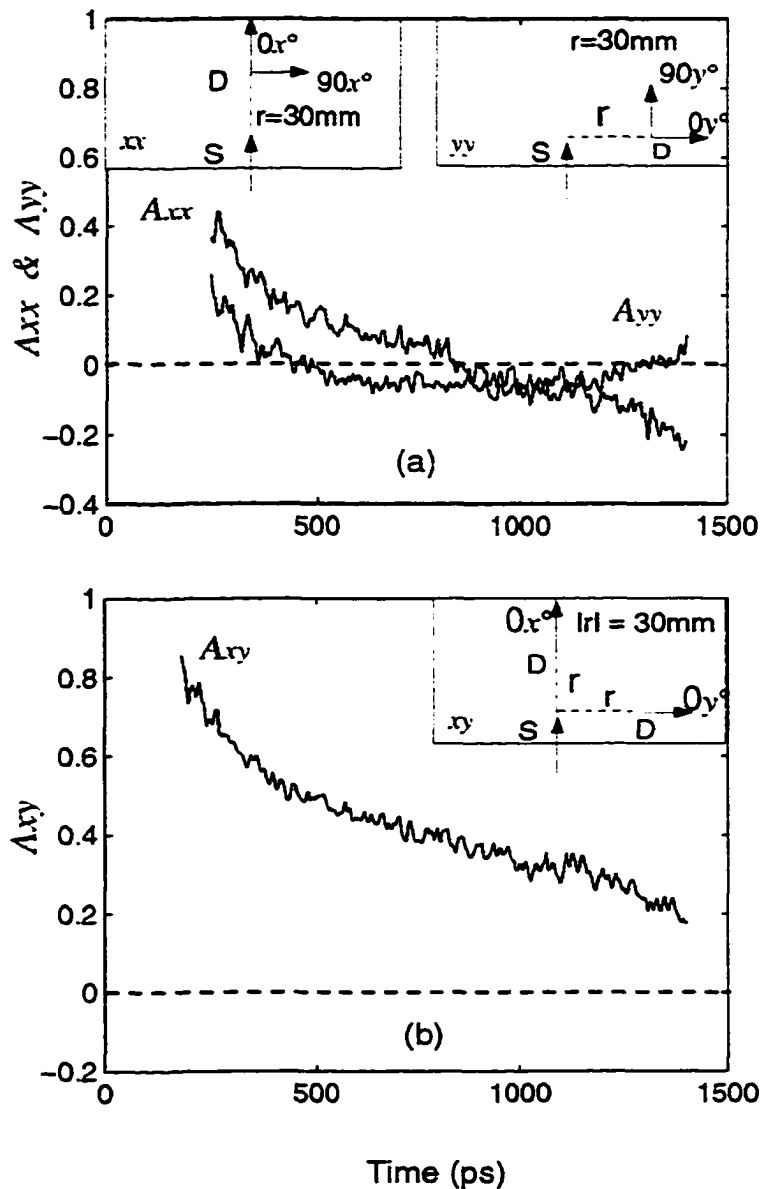 1
0.8
0.6
0.4
0.2
0
−0.2
−0.4
Axx & Ayy
0x°
D
90x°
r=30mm
xx
S
r=30mm
90y°
r
0y°
yy
S
D
Axx
Ayy
(a)
0
500
1000
1500
1
0.8
0.6
0.4
0.2
0
−0.2
Axy
Axy
0x°
|r| = 30mm
D
r
r
0y°
xy
S
D
(b)
0
500
1000
1500
Time (ps)